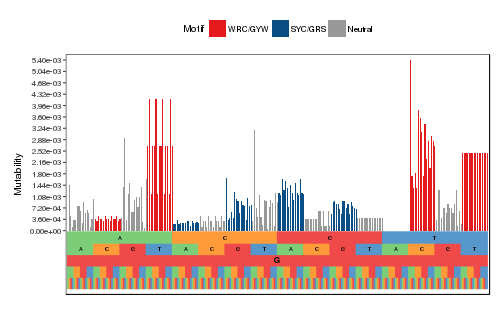 Motif WRC/GYW SYC/GRS Neutral
5.40e−03
5.04e−03
4.68e−03
4.32e−03
3.96e−03
3.60e−03
3.24e−03
2.88e−03
2.52e−03
2.16e−03
1.80e−03
1.44e−03
1.08e−03
7.20e−04
3.60e−04
0.00e+00
Mutability
A C G T
A C G T A C G T A C G T A C G T
G